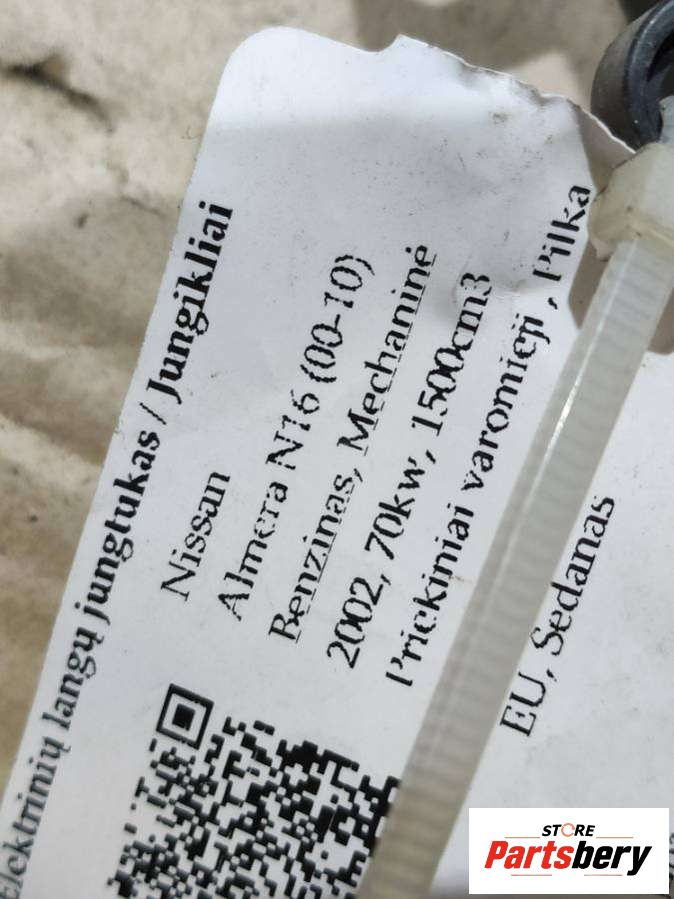 Elektrinių langų jungtukas / Jungikliai
Nissan
Almera N16 (00-10)
Benzinas, Mechaninė
2002, 70kw, 1500cm3
Priekiniai varomieji , Pilka
EU, Sedanas
STORE
Partsbery